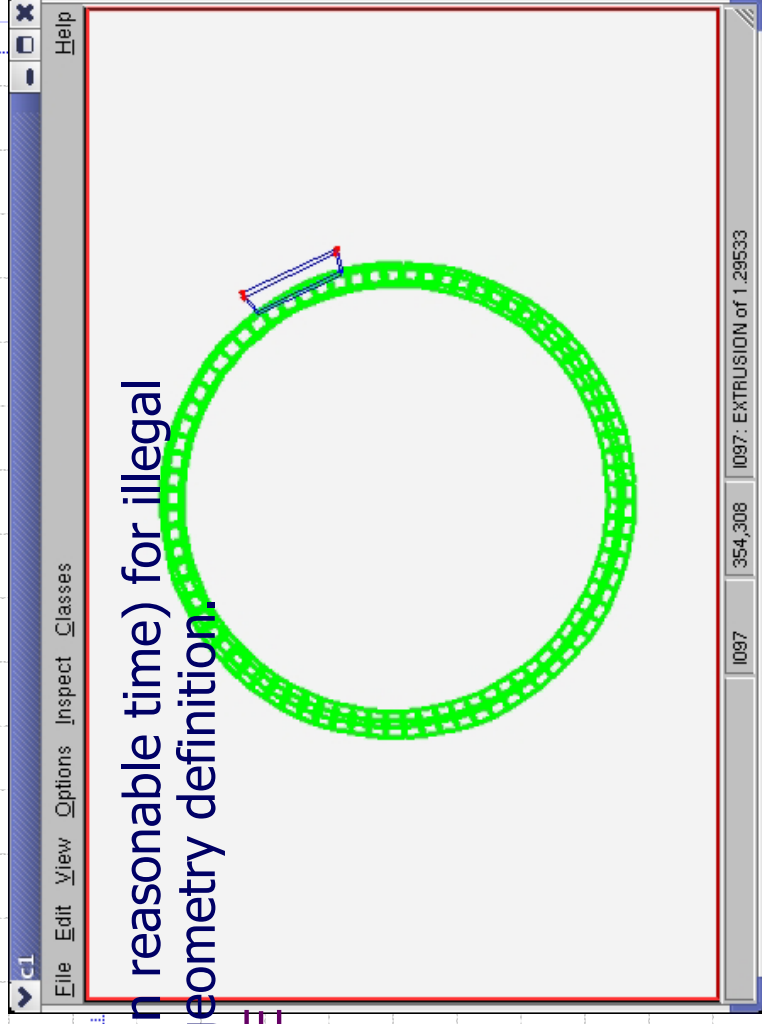 c1
File Edit View Options Inspect Classes Help
n reasonable time) for illegal
eometry definition.
I097 354,308 I097: EXTRUSION of 1.29533